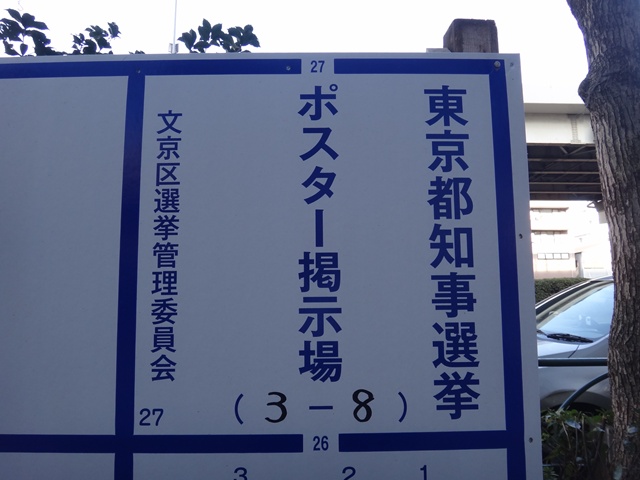 27
東京都知事選挙
ポスター掲示場
(3-8)
文京区選挙管理委員会
27
26
3 2 1